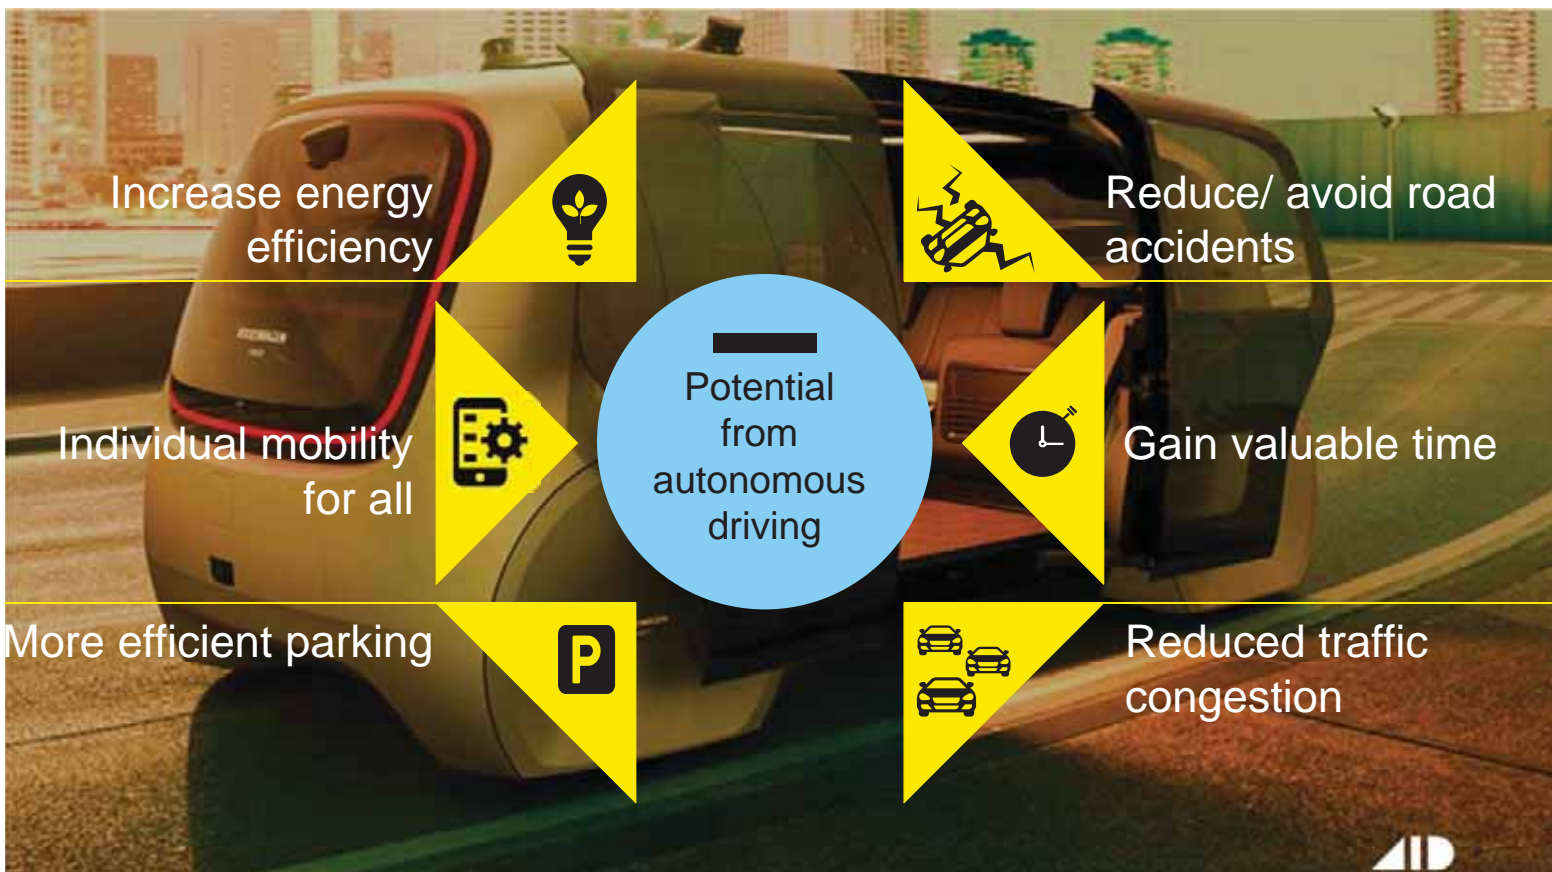 Increase energy
efficiency
Reduce/ avoid road
accidents
Potential
from
autonomous
driving
Individual mobility
for all
Gain valuable time
More efficient parking
P
Reduced traffic
congestion
AID